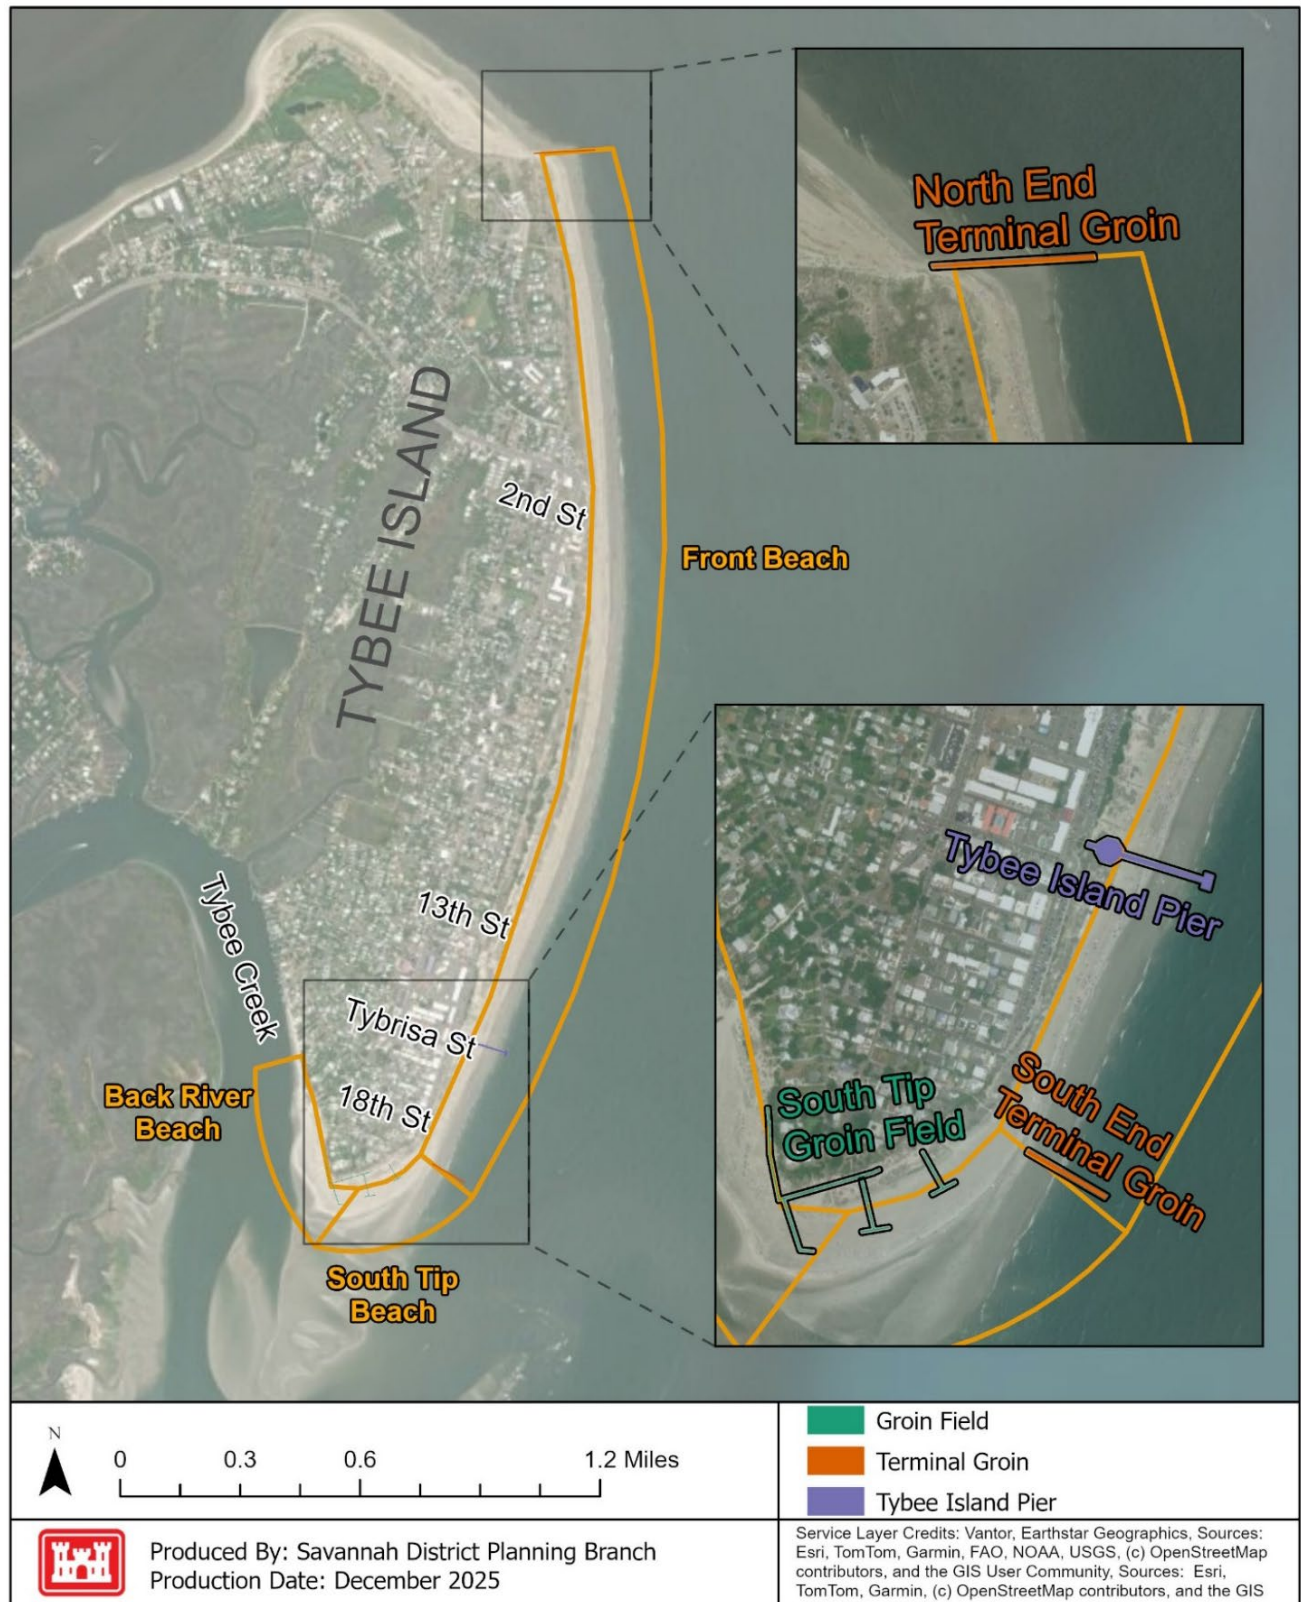 North End
Terminal Groin
TYBEE ISLAND
2nd St
Front Beach
13th St
Tybee Creek
Tybrisa St
18th St
Back River
Beach
South Tip
Beach
Tybee Island Pier
South Tip
Groin Field
South End
Terminal Groin
N
0 0.3 0.6 1.2 Miles
Groin Field
Terminal Groin
Tybee Island Pier
Produced By: Savannah District Planning Branch
Production Date: December 2025
Service Layer Credits: Vantor, Earthstar Geographics, Sources:
Esri, TomTom, Garmin, FAO, NOAA, USGS, (c) OpenStreetMap
contributors, and the GIS User Community, Sources: Esri,
TomTom, Garmin, (c) OpenStreetMap contributors, and the GIS